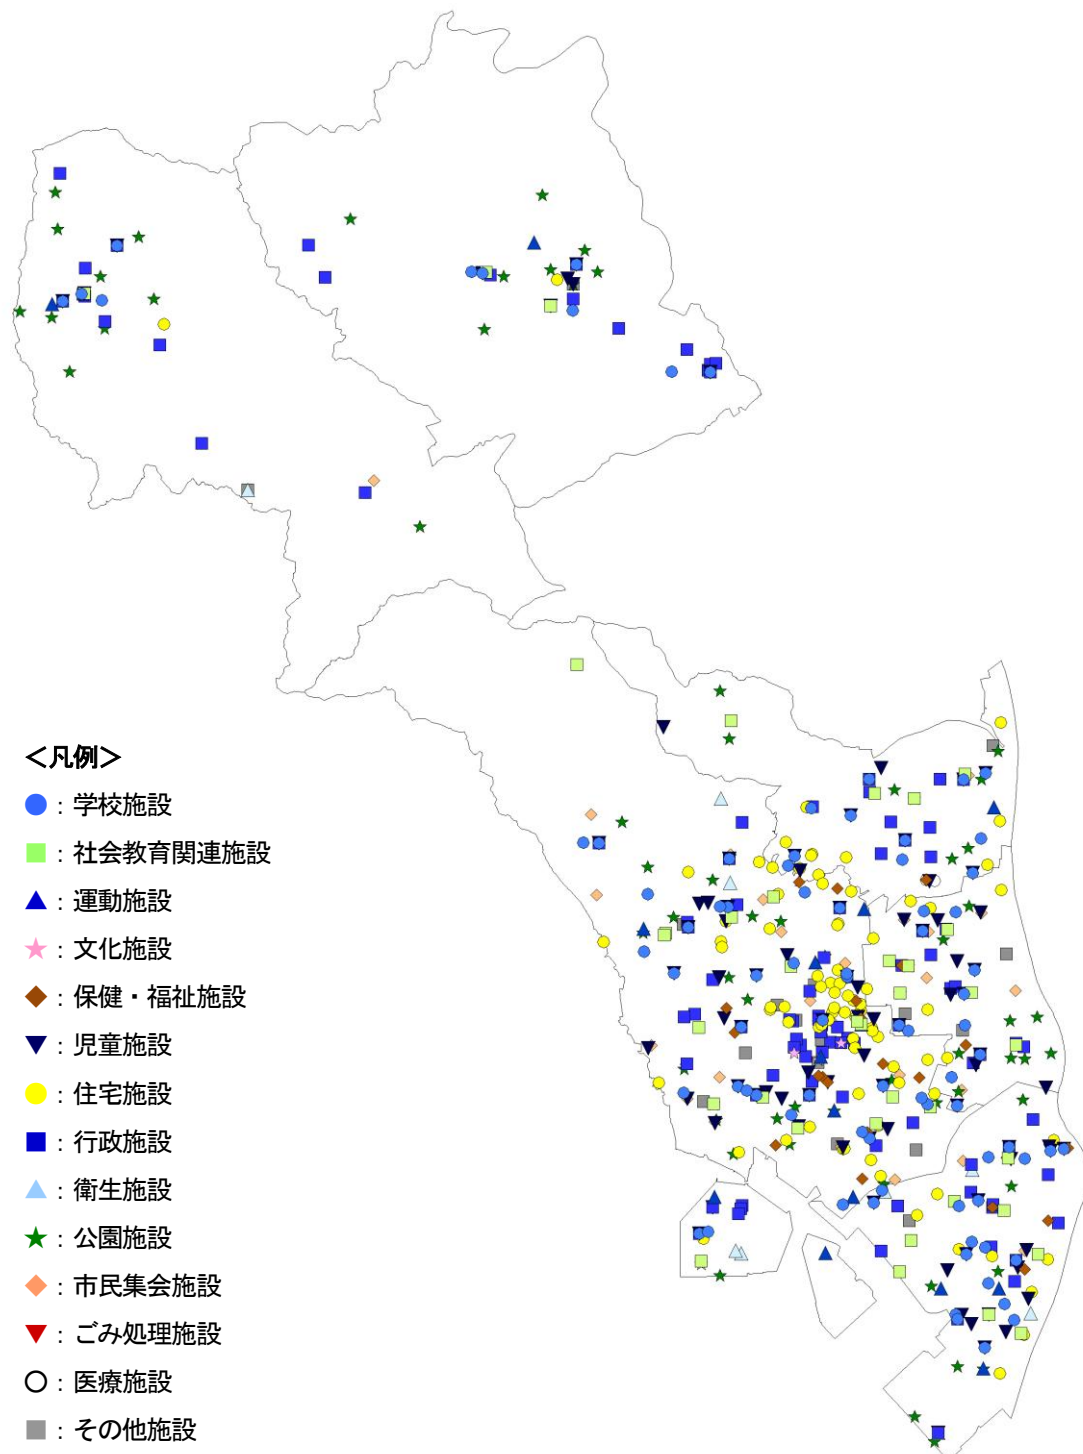 ＜凡例＞
：学校施設
：社会教育関連施設
：運動施設
：文化施設
：保健・福祉施設
：児童施設
：住宅施設
：行政施設
：衛生施設
：公園施設
：市民集会施設
：ごみ処理施設
：医療施設
：その他施設